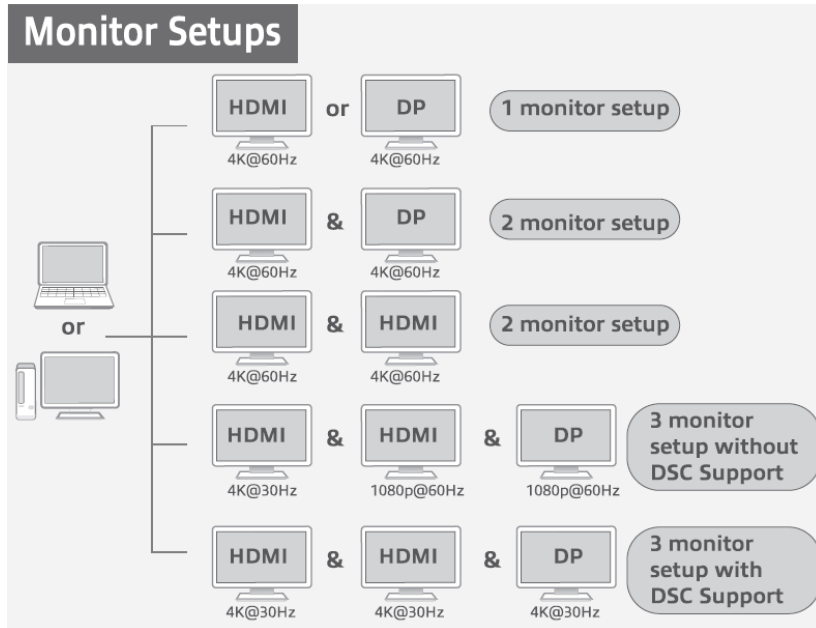 Monitor Setups
HDMI or DP 1 monitor setup
4K@60Hz 4K@60Hz
HDMI & DP 2 monitor setup
4K@60Hz 4K@60Hz
or
HDMI & HDMI 2 monitor setup
4K@60Hz 4K@60Hz
HDMI & HDMI & DP
4K@30Hz 1080p@60Hz 1080p@60Hz
3 monitor
setup without
DSC Support
HDMI & HDMI & DP
4K@30Hz 4K@30Hz 4K@30Hz
3 monitor
setup with
DSC Support